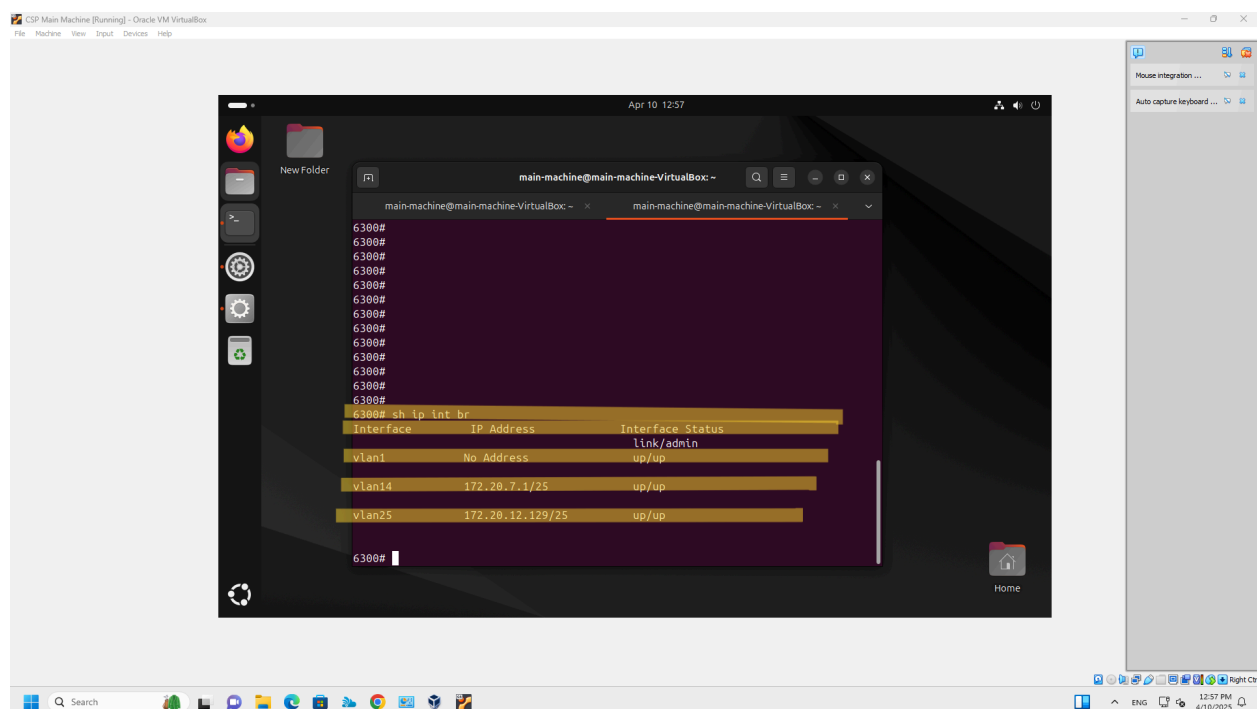 CSP Main Machine [Running] - Oracle VM VirtualBox
File Machine View Input Devices Help
Mouse integration ...
Auto capture keyboard ...
Apr 10 12:57
New Folder
main-machine@main-machine-VirtualBox: ~
main-machine@main-machine-VirtualBox: ~ × main-machine@main-machine-VirtualBox: ~ ×
6300#
6300#
6300#
6300#
6300#
6300#
6300#
6300#
6300#
6300#
6300#
6300#
6300#
6300# sh ip int br
Interface IP Address Interface Status
link/admin
vlan1 No Address up/up
vlan14 172.20.7.1/25 up/up
vlan25 172.20.12.129/25 up/up
6300#
Home
Right Ctr
Search
ENG
12:57 PM
4/10/2025